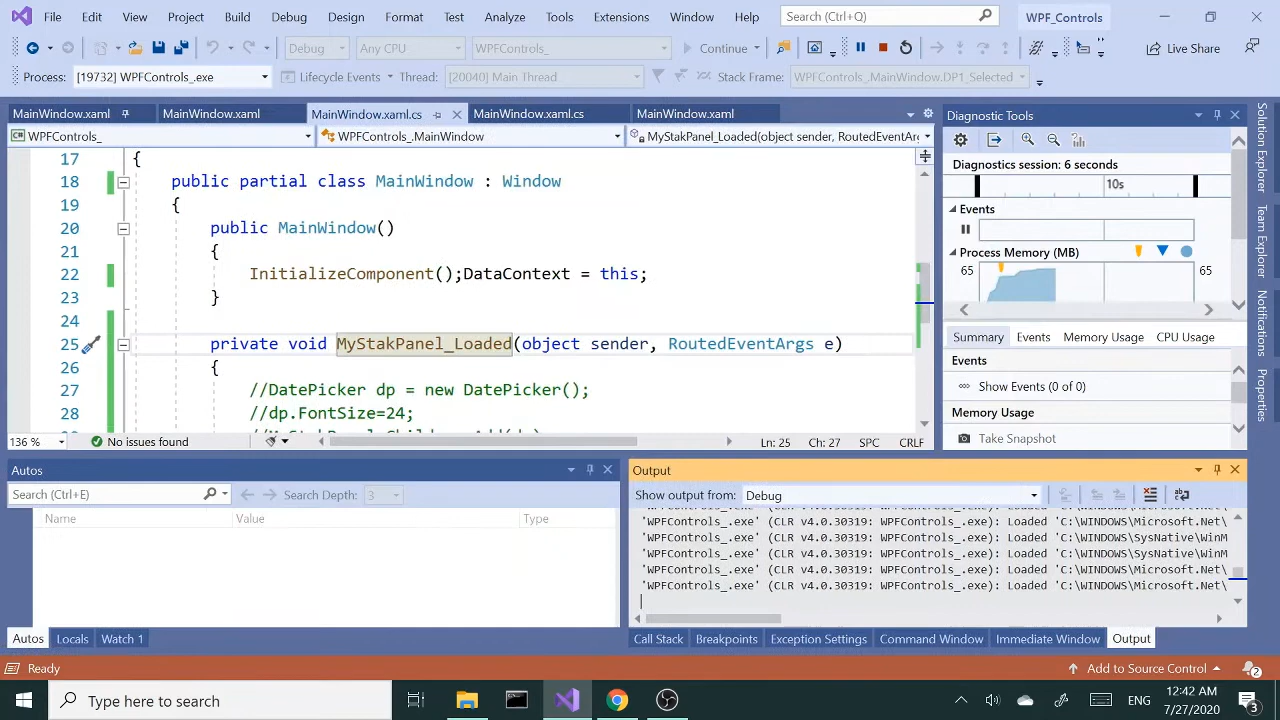 File Edit View Project Build Debug Design Format Test Analyze Tools Extensions Window Help Search (Ctrl+Q) WPF_Controls
Debug Any CPU WPFControls_ Continue Live Share
Process: [19732] WPFControls_.exe Lifecycle Events Thread: [20040] Main Thread Stack Frame: WPFControls_.MainWindow.DP1_Selected
MainWindow.xaml MainWindow.xaml MainWindow.xaml.cs MainWindow.xaml.cs MainWindow.xaml
WPFControls_ WPFControls_.MainWindow MyStakPanel_Loaded(object sender, RoutedEventAr
17 {
18 public partial class MainWindow : Window
19 {
20 public MainWindow()
21 {
22 InitializeComponent();DataContext = this;
23 }
24
25 private void MyStakPanel_Loaded(object sender, RoutedEventArgs e)
26 {
27 //DatePicker dp = new DatePicker();
28 //dp.FontSize=24;
136 % No issues found Ln: 25 Ch: 27 SPC CRLF
Diagnostic Tools
Diagnostics session: 6 seconds
10s
Events
Process Memory (MB)
65 65
Summary Events Memory Usage CPU Usage
Events
Show Events (0 of 0)
Memory Usage
Take Snapshot
Solution Explorer
Team Explorer
Notifications
Properties
Autos
Search (Ctrl+E) Search Depth: 3
Name Value Type
Autos Locals Watch 1
Output
Show output from: Debug
'WPFControls_.exe' (CLR v4.0.30319: WPFControls_.exe): Loaded 'C:\WINDOWS\Microsoft.Net\
'WPFControls_.exe' (CLR v4.0.30319: WPFControls_.exe): Loaded 'C:\WINDOWS\SysNative\WinM
'WPFControls_.exe' (CLR v4.0.30319: WPFControls_.exe): Loaded 'C:\WINDOWS\SysNative\WinM
'WPFControls_.exe' (CLR v4.0.30319: WPFControls_.exe): Loaded 'C:\WINDOWS\Microsoft.Net\
'WPFControls_.exe' (CLR v4.0.30319: WPFControls_.exe): Loaded 'C:\WINDOWS\Microsoft.Net\
Call Stack Breakpoints Exception Settings Command Window Immediate Window Output
Ready Add to Source Control 2
Type here to search ENG 12:42 AM
7/27/2020 3